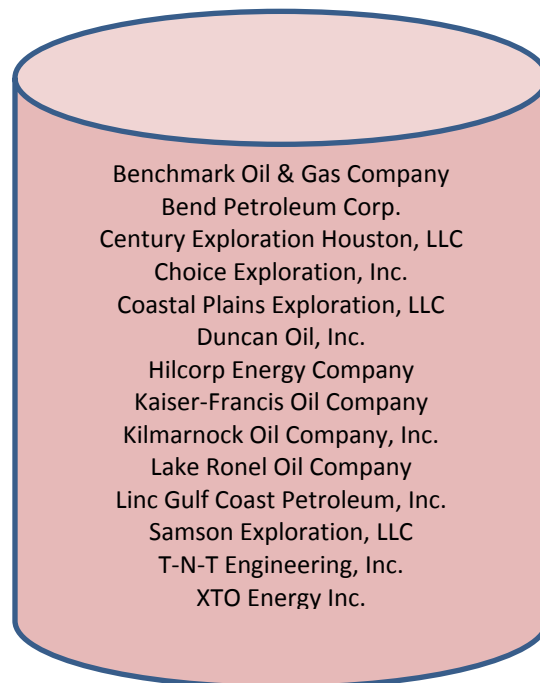 Benchmark Oil & Gas Company
Bend Petroleum Corp.
Century Exploration Houston, LLC
Choice Exploration, Inc.
Coastal Plains Exploration, LLC
Duncan Oil, Inc.
Hilcorp Energy Company
Kaiser-Francis Oil Company
Kilmarnock Oil Company, Inc.
Lake Ronel Oil Company
Linc Gulf Coast Petroleum, Inc.
Samson Exploration, LLC
T-N-T Engineering, Inc.
XTO Energy Inc.